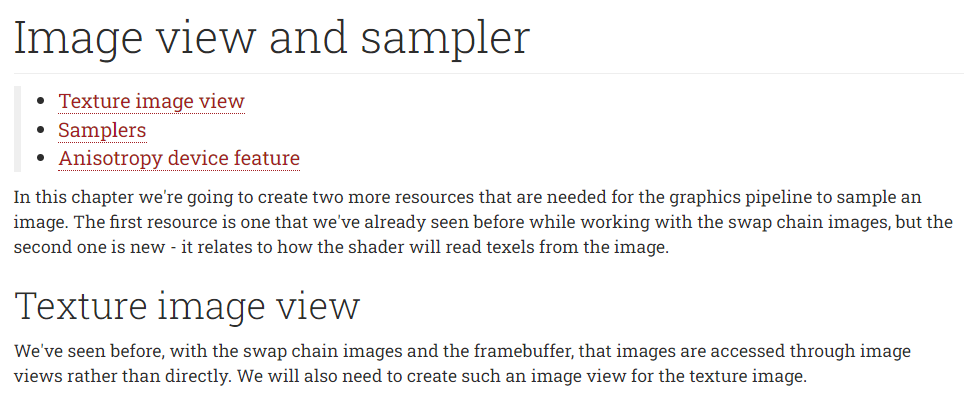 Image view and sampler
Texture image view
Samplers
Anisotropy device feature
In this chapter we're going to create two more resources that are needed for the graphics pipeline to sample an
image. The first resource is one that we've already seen before while working with the swap chain images, but the
second one is new - it relates to how the shader will read texels from the image.
Texture image view
We've seen before, with the swap chain images and the framebuffer, that images are accessed through image
views rather than directly. We will also need to create such an image view for the texture image.